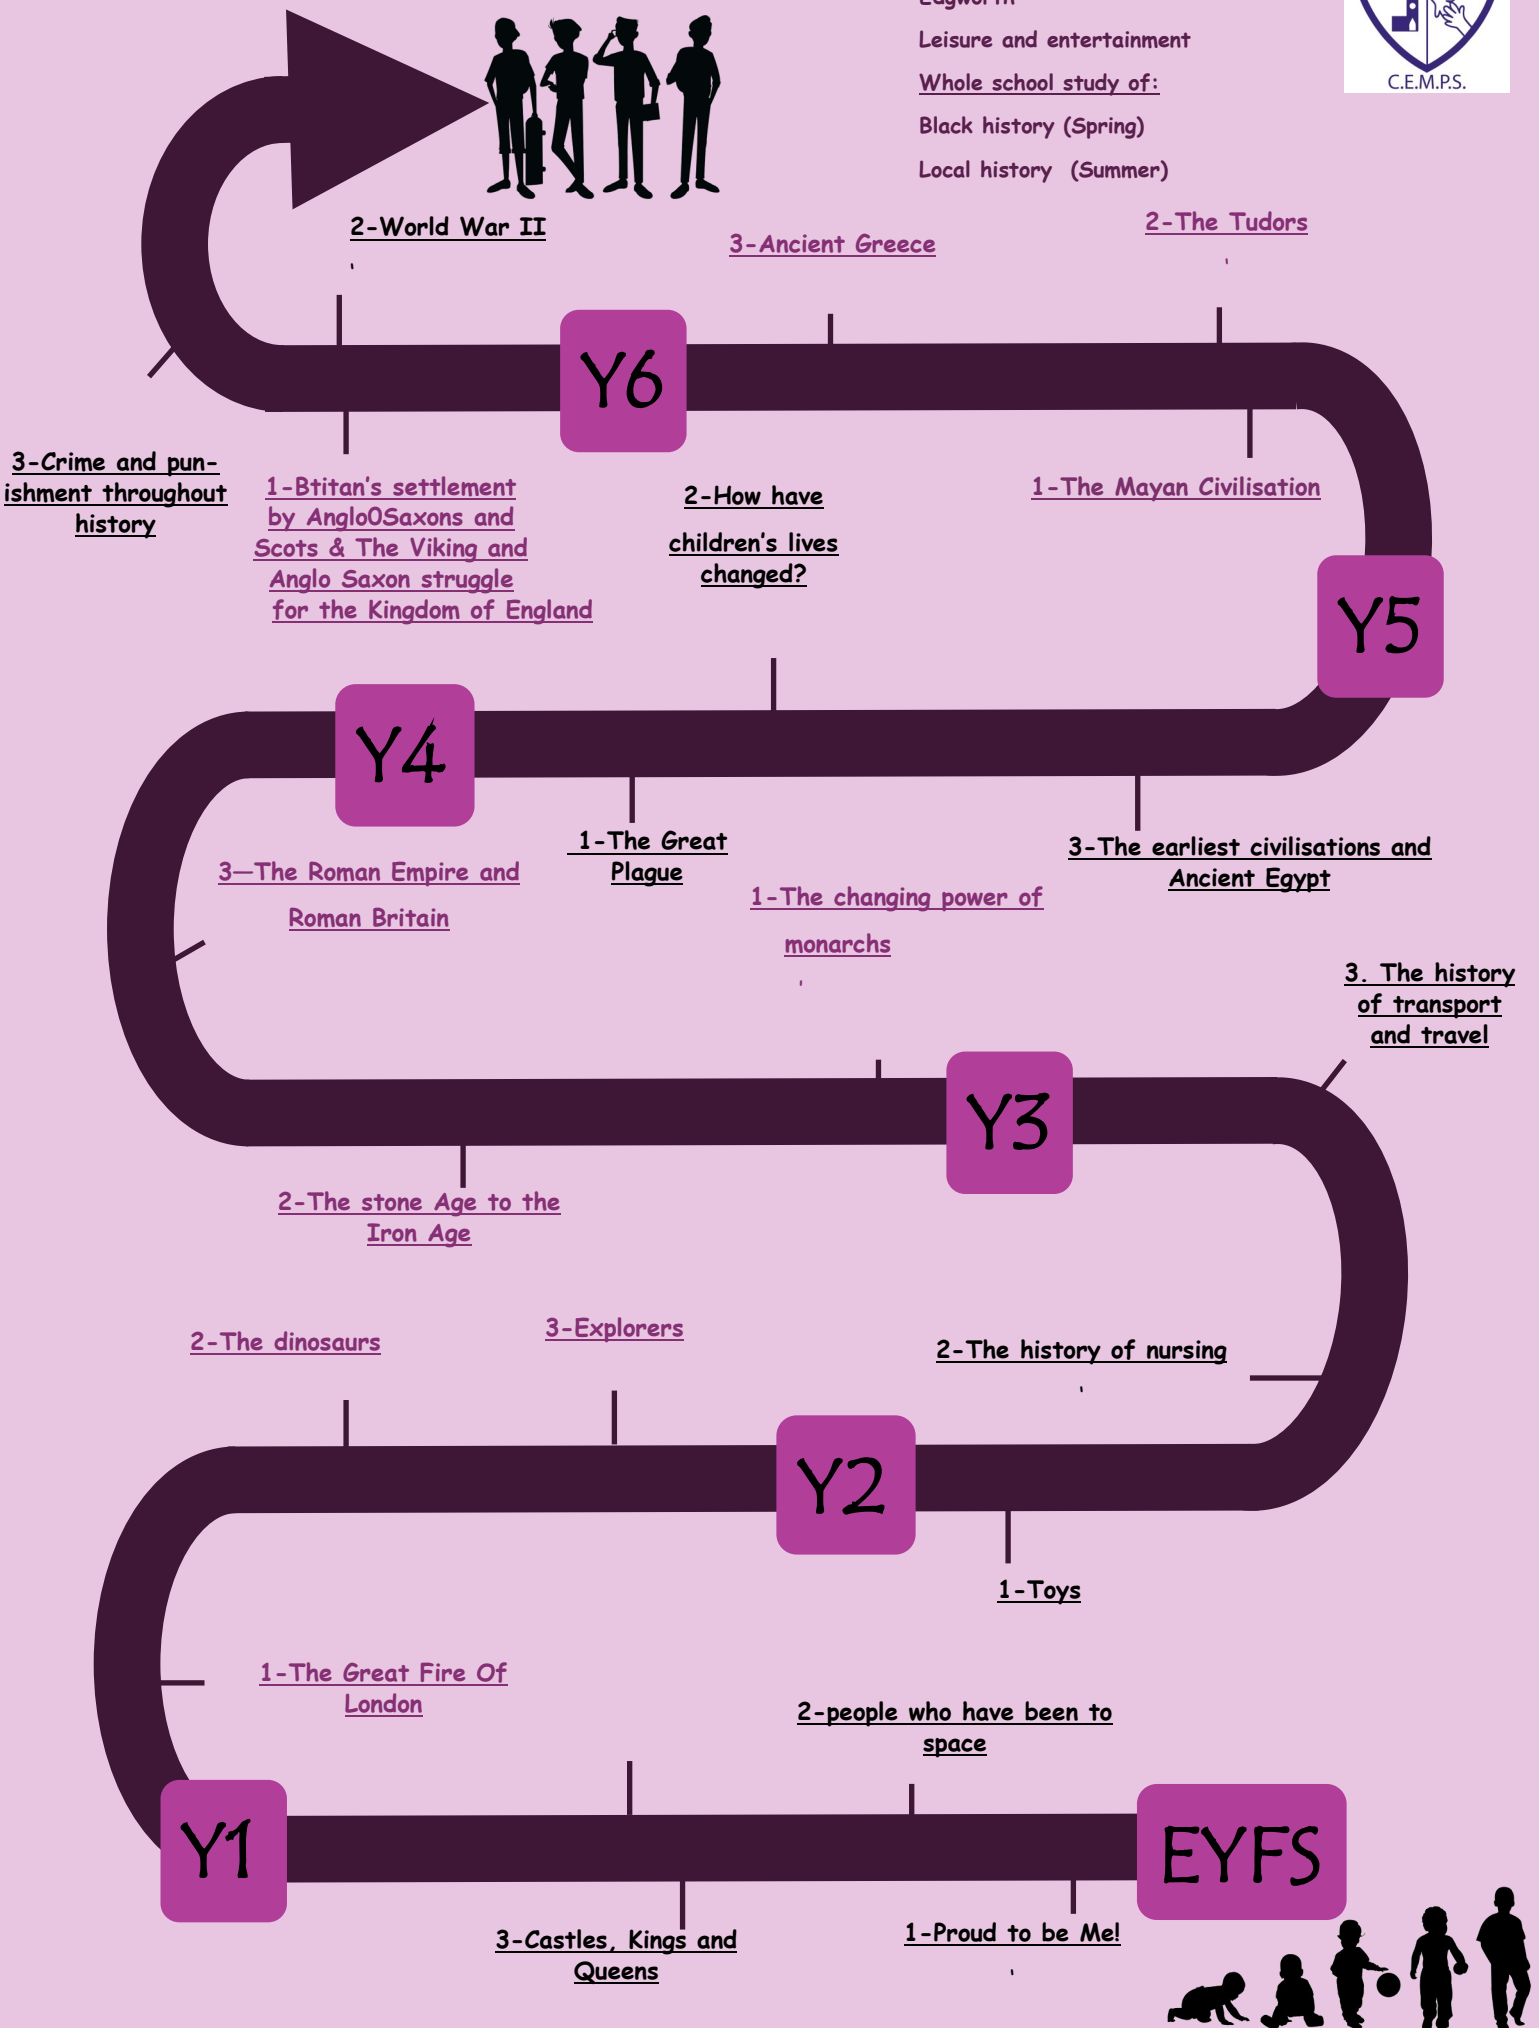 Edgworth
Leisure and entertainment
Whole school study of:
Black history (Spring)
Local history (Summer)
C.E.M.P.S.
2-World War II
3-Ancient Greece
2-The Tudors
Y6
3-Crime and pun-
ishment throughout
history
1-Btitan's settlement
by Anglo0Saxons and
Scots & The Viking and
Anglo Saxon struggle
for the Kingdom of England
2-How have
children's lives
changed?
1-The Mayan Civilisation
Y5
Y4
1-The Great
Plague
3-The earliest civilisations and
Ancient Egypt
3—The Roman Empire and
Roman Britain
1-The changing power of
monarchs
3. The history
of transport
and travel
Y3
2-The stone Age to the
Iron Age
2-The dinosaurs
3-Explorers
2-The history of nursing
Y2
1-Toys
1-The Great Fire Of
London
2-people who have been to
space
Y1
EYFS
3-Castles, Kings and
Queens
1-Proud to be Me!